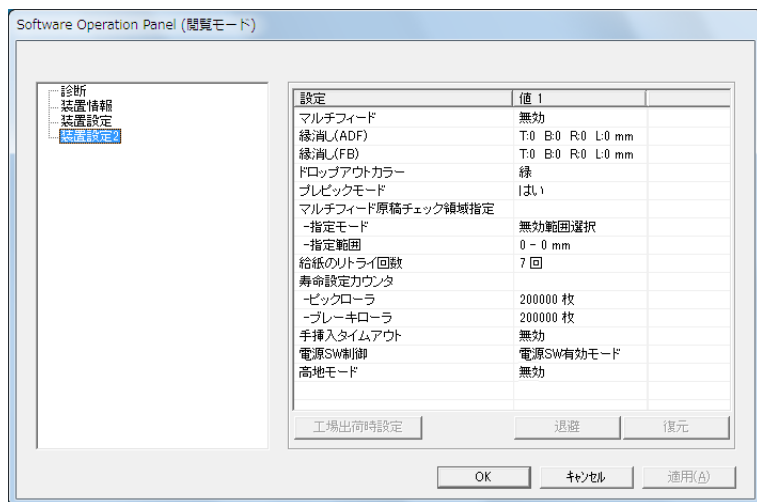 Software Operation Panel (閲覧モード)
診断
装置情報
装置設定
装置設定2
設定 値 1
マルチフィード 無効
縁消し(ADF) T:0 B:0 R:0 L:0 mm
縁消し(FB) T:0 B:0 R:0 L:0 mm
ドロップアウトカラー 緑
プレピックモード はい
マルチフィード原稿チェック領域指定
-指定モード 無効範囲選択
-指定範囲 0 - 0 mm
給紙のリトライ回数 7 回
寿命設定カウンタ
-ピックローラ 200000 枚
-ブレーキローラ 200000 枚
手挿入タイムアウト 無効
電源SW制御 電源SW有効モード
高地モード 無効
工場出荷時設定 退避 復元
OK キャンセル 適用(A)